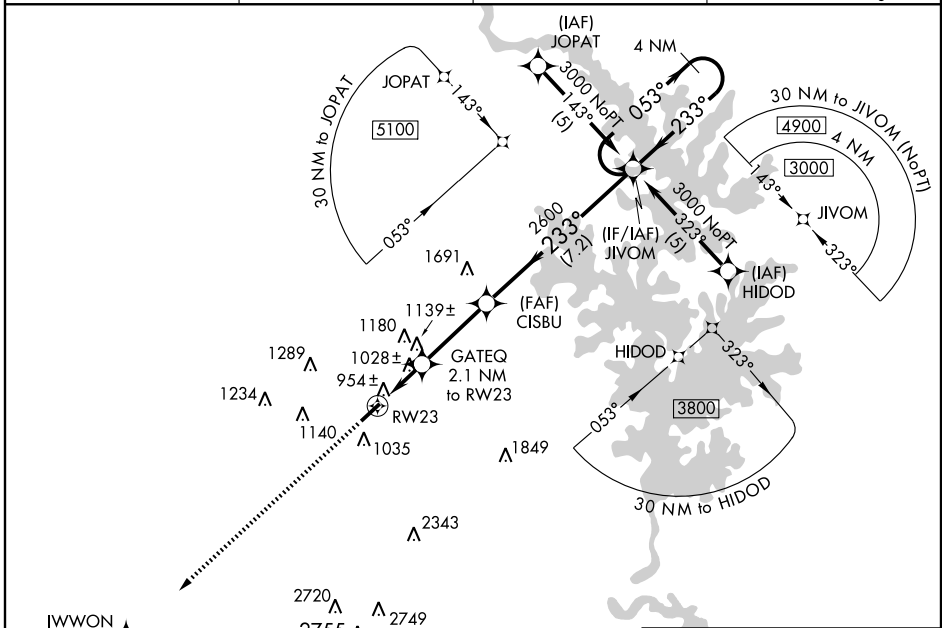 (IAF)
JOPAT
4 NM
JOPAT
143°
5100
30 NM to JOPAT
053°
3000 NoPT
143°
(5)
053°
233°
30 NM to JIVOM (NoPT)
4900
4 NM
3000
143°
JIVOM
323°
2600
233°
(7.2)
(IF/IAF)
JIVOM
3000 NoPT
323°
(5)
(IAF)
HIDOD
1691
(FAF)
CISBU
1139±
1180
1289
1028±
GATEQ
2.1 NM
to RW23
954±
1234
RW23
1140
1035
1849
HIDOD
323°
053°
3800
30 NM to HIDOD
2343
2720
2749
2755
IWWON